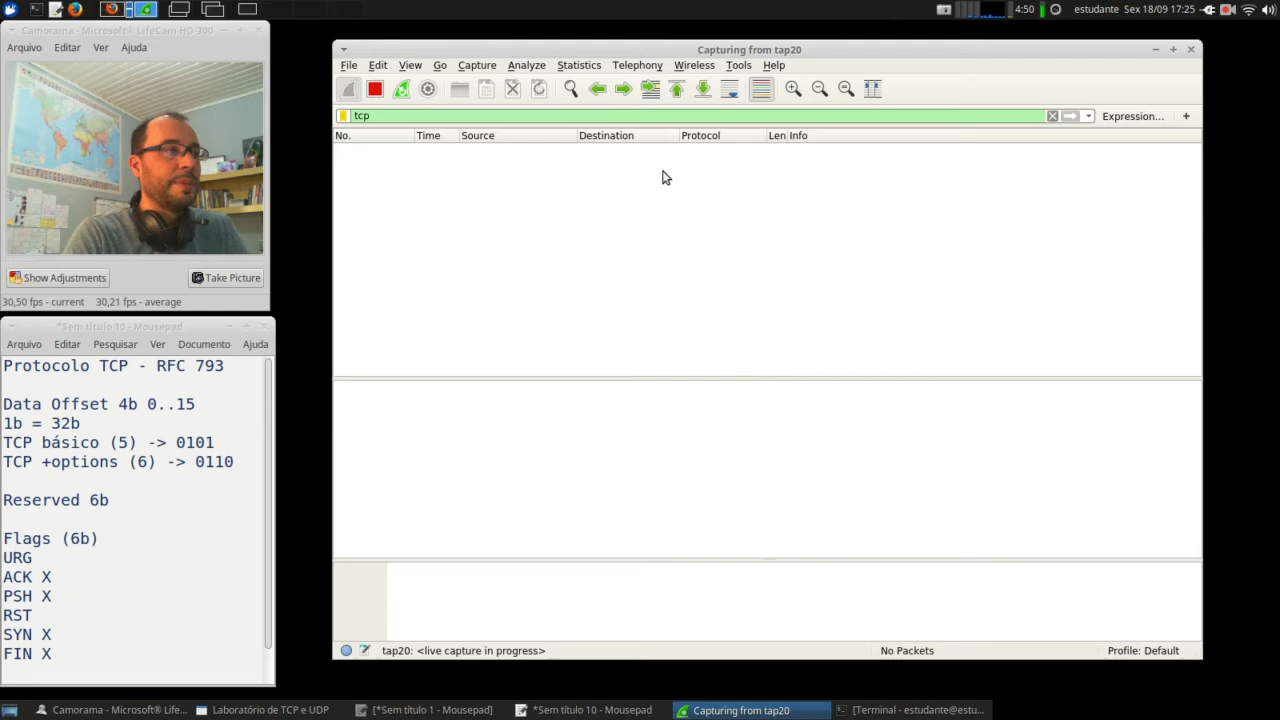 4:50 estudante Sex 18/09 17:25
Camorama - Microsoft® LifeCam HD-300
Arquivo Editar Ver Ajuda
Show Adjustments Take Picture
30,50 fps - current 30,21 fps - average
*Sem título 10 - Mousepad
Arquivo Editar Pesquisar Ver Documento Ajuda
Protocolo TCP - RFC 793
Data Offset 4b 0..15
1b = 32b
TCP básico (5) -> 0101
TCP +options (6) -> 0110
Reserved 6b
Flags (6b)
URG
ACK X
PSH X
RST
SYN X
FIN X
Capturing from tap20
File Edit View Go Capture Analyze Statistics Telephony Wireless Tools Help
tcp Expression... +
No. Time Source Destination Protocol Len Info
tap20: <live capture in progress> No Packets Profile: Default
Camorama - Microsoft® LifeC... Laboratório de TCP e UDP [*Sem título 1 - Mousepad] *Sem título 10 - Mousepad Capturing from tap20 [Terminal - estudante@estu...